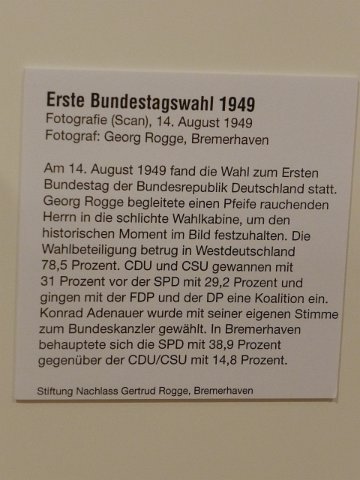 Erste Bundestagswahl 1949
Fotografie (Scan), 14. August 1949
Fotograf: Georg Rogge, Bremerhaven
Am 14. August 1949 fand die Wahl zum Ersten
Bundestag der Bundesrepublik Deutschland statt.
Georg Rogge begleitete einen Pfeife rauchenden
Herrn in die schlichte Wahlkabine, um den
historischen Moment im Bild festzuhalten. Die
Wahlbeteiligung betrug in Westdeutschland
78,5 Prozent. CDU und CSU gewannen mit
31 Prozent vor der SPD mit 29,2 Prozent und
gingen mit der FDP und der DP eine Koalition ein.
Konrad Adenauer wurde mit seiner eigenen Stimme
zum Bundeskanzler gewählt. In Bremerhaven
behauptete sich die SPD mit 38,9 Prozent
gegenüber der CDU/CSU mit 14,8 Prozent.
Stiftung Nachlass Gertrud Rogge, Bremerhaven